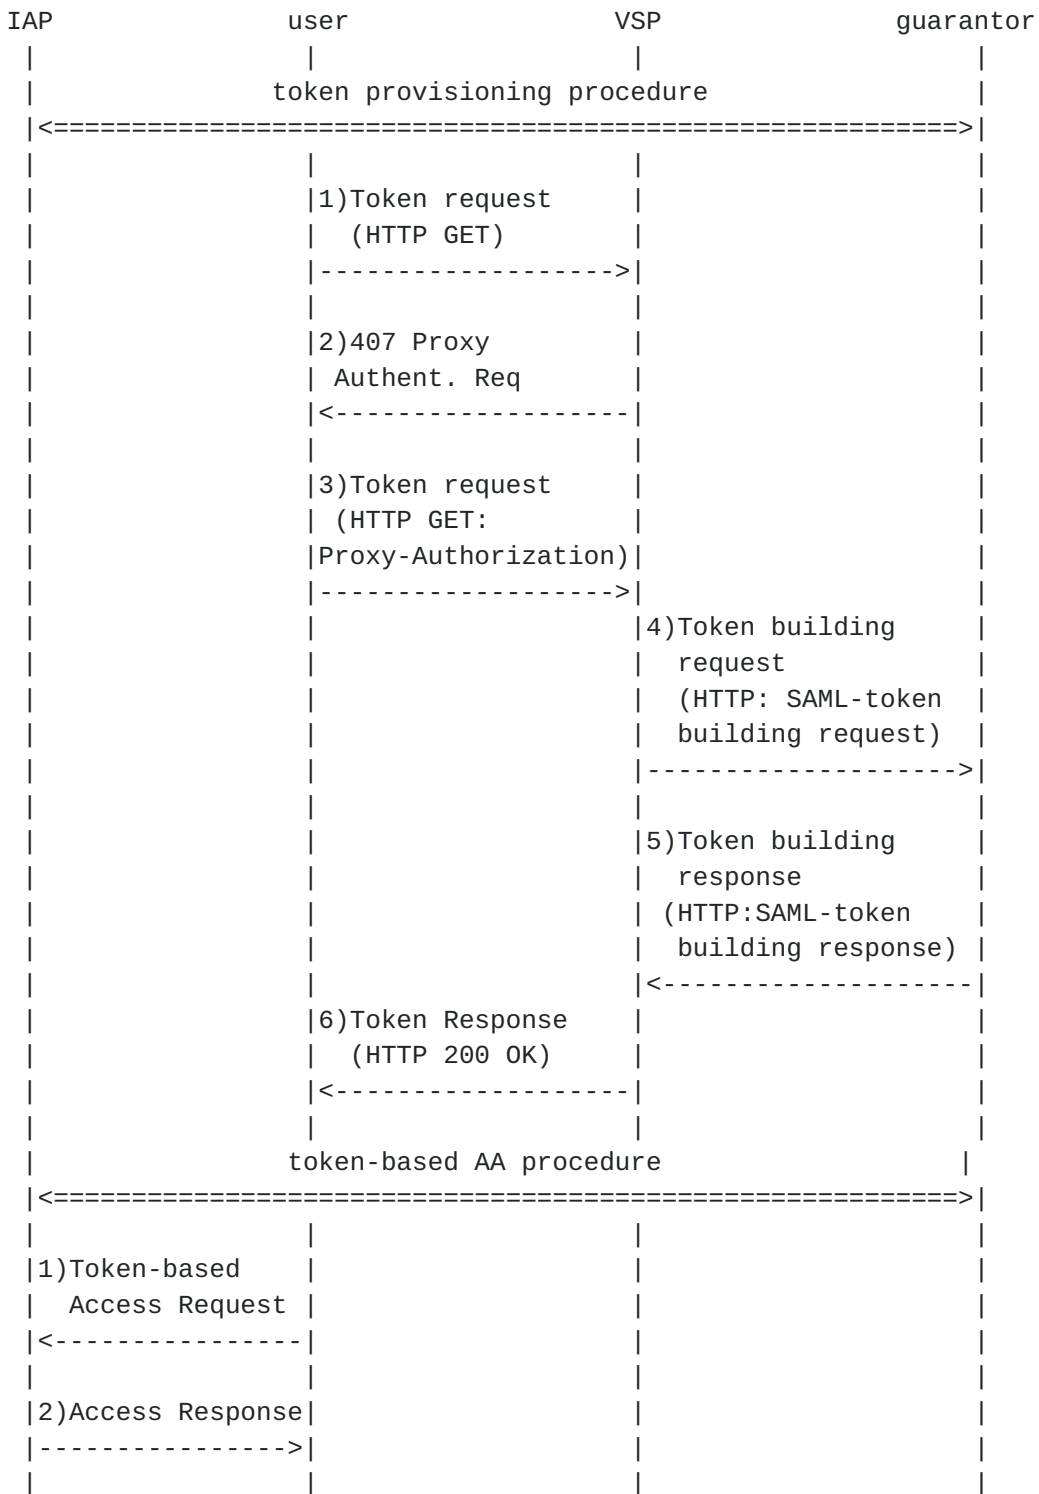 IAP user VSP guarantor
token provisioning procedure
1)Token request
(HTTP GET)
2)407 Proxy
Authent. Req
3)Token request
(HTTP GET:
Proxy-Authorization)
4)Token building
request
(HTTP: SAML-token
building request)
5)Token building
response
(HTTP:SAML-token
building response)
6)Token Response
(HTTP 200 OK)
token-based AA procedure
1)Token-based
Access Request
2)Access Response